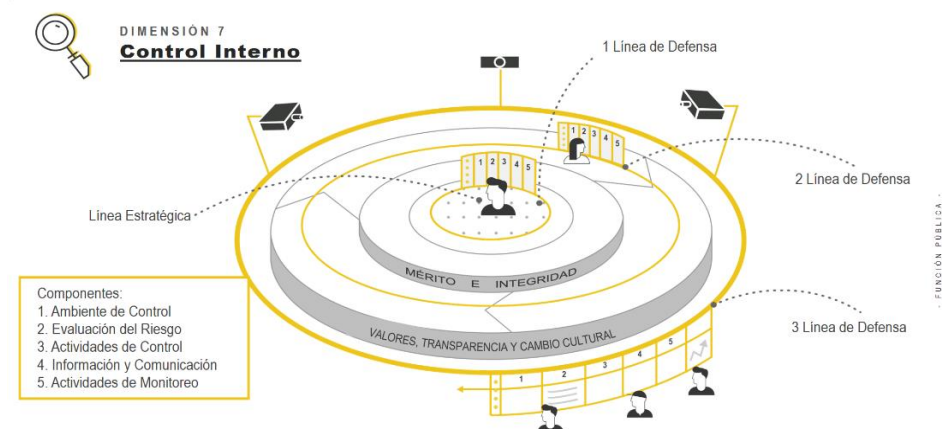 DIMENSIÓN 7
Control Interno
1 Línea de Defensa
1 2 3 4 5
1 2 3 4 5
2 Línea de Defensa
Línea Estratégica
MÉRITO E INTEGRIDAD
VALORES, TRANSPARENCIA Y CAMBIO CULTURAL
3 Línea de Defensa
Componentes:
1. Ambiente de Control
2. Evaluación del Riesgo
3. Actividades de Control
4. Información y Comunicación
5. Actividades de Monitoreo
1 2 3 4 5
- FUNCIÓN PÚBLICA -